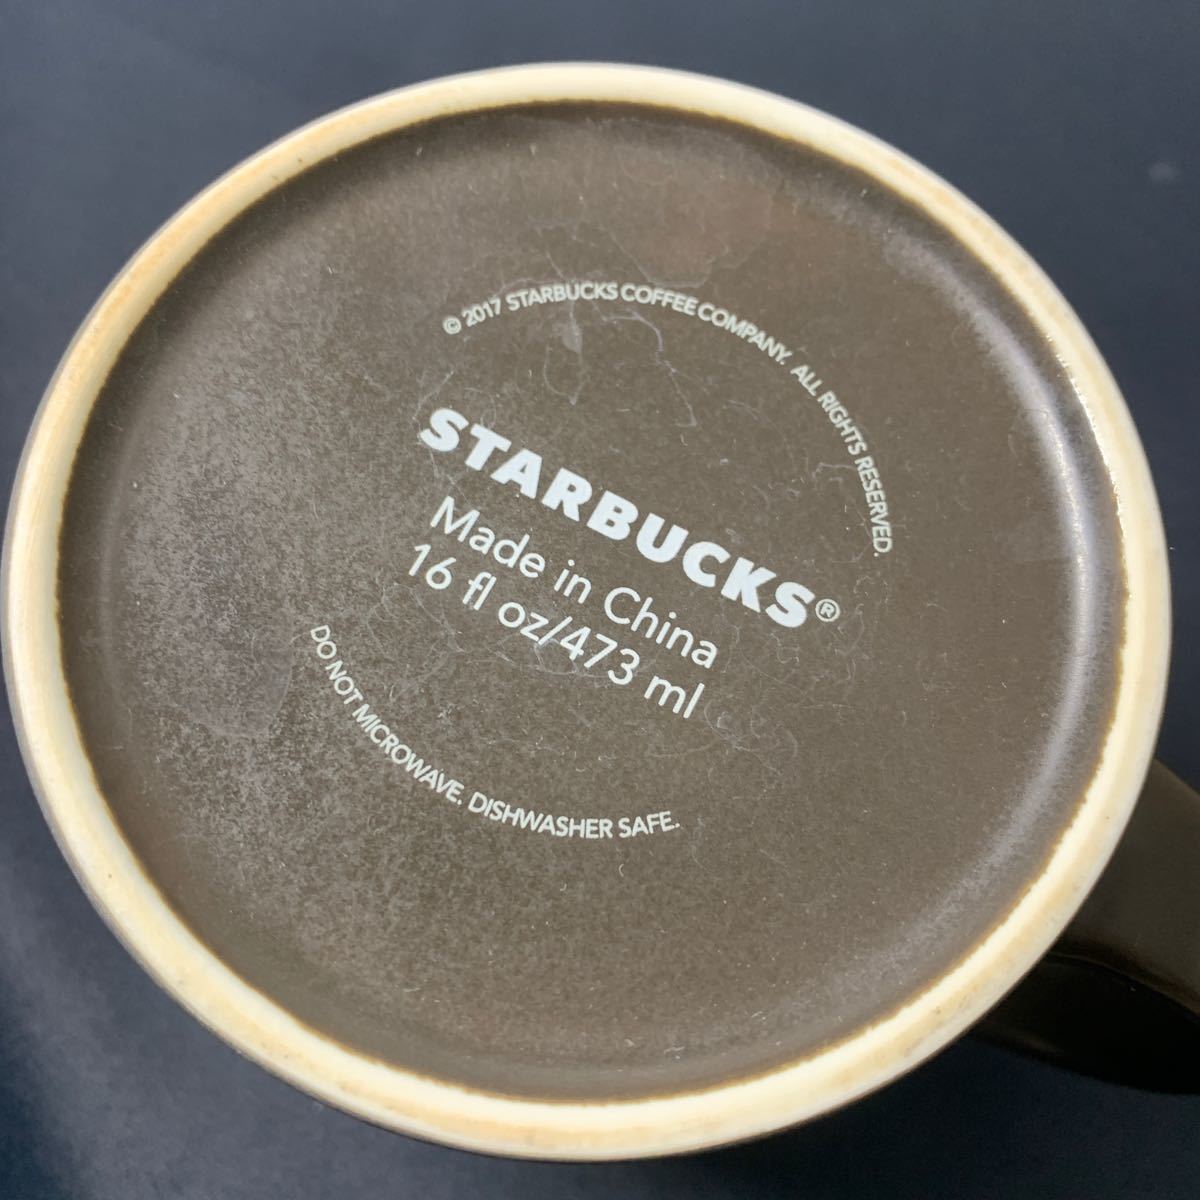 © 2017 STARBUCKS COFFEE COMPANY. ALL RIGHTS RESERVED.
STARBUCKS®
Made in China
16 fl oz/473 ml
DO NOT MICROWAVE. DISHWASHER SAFE.